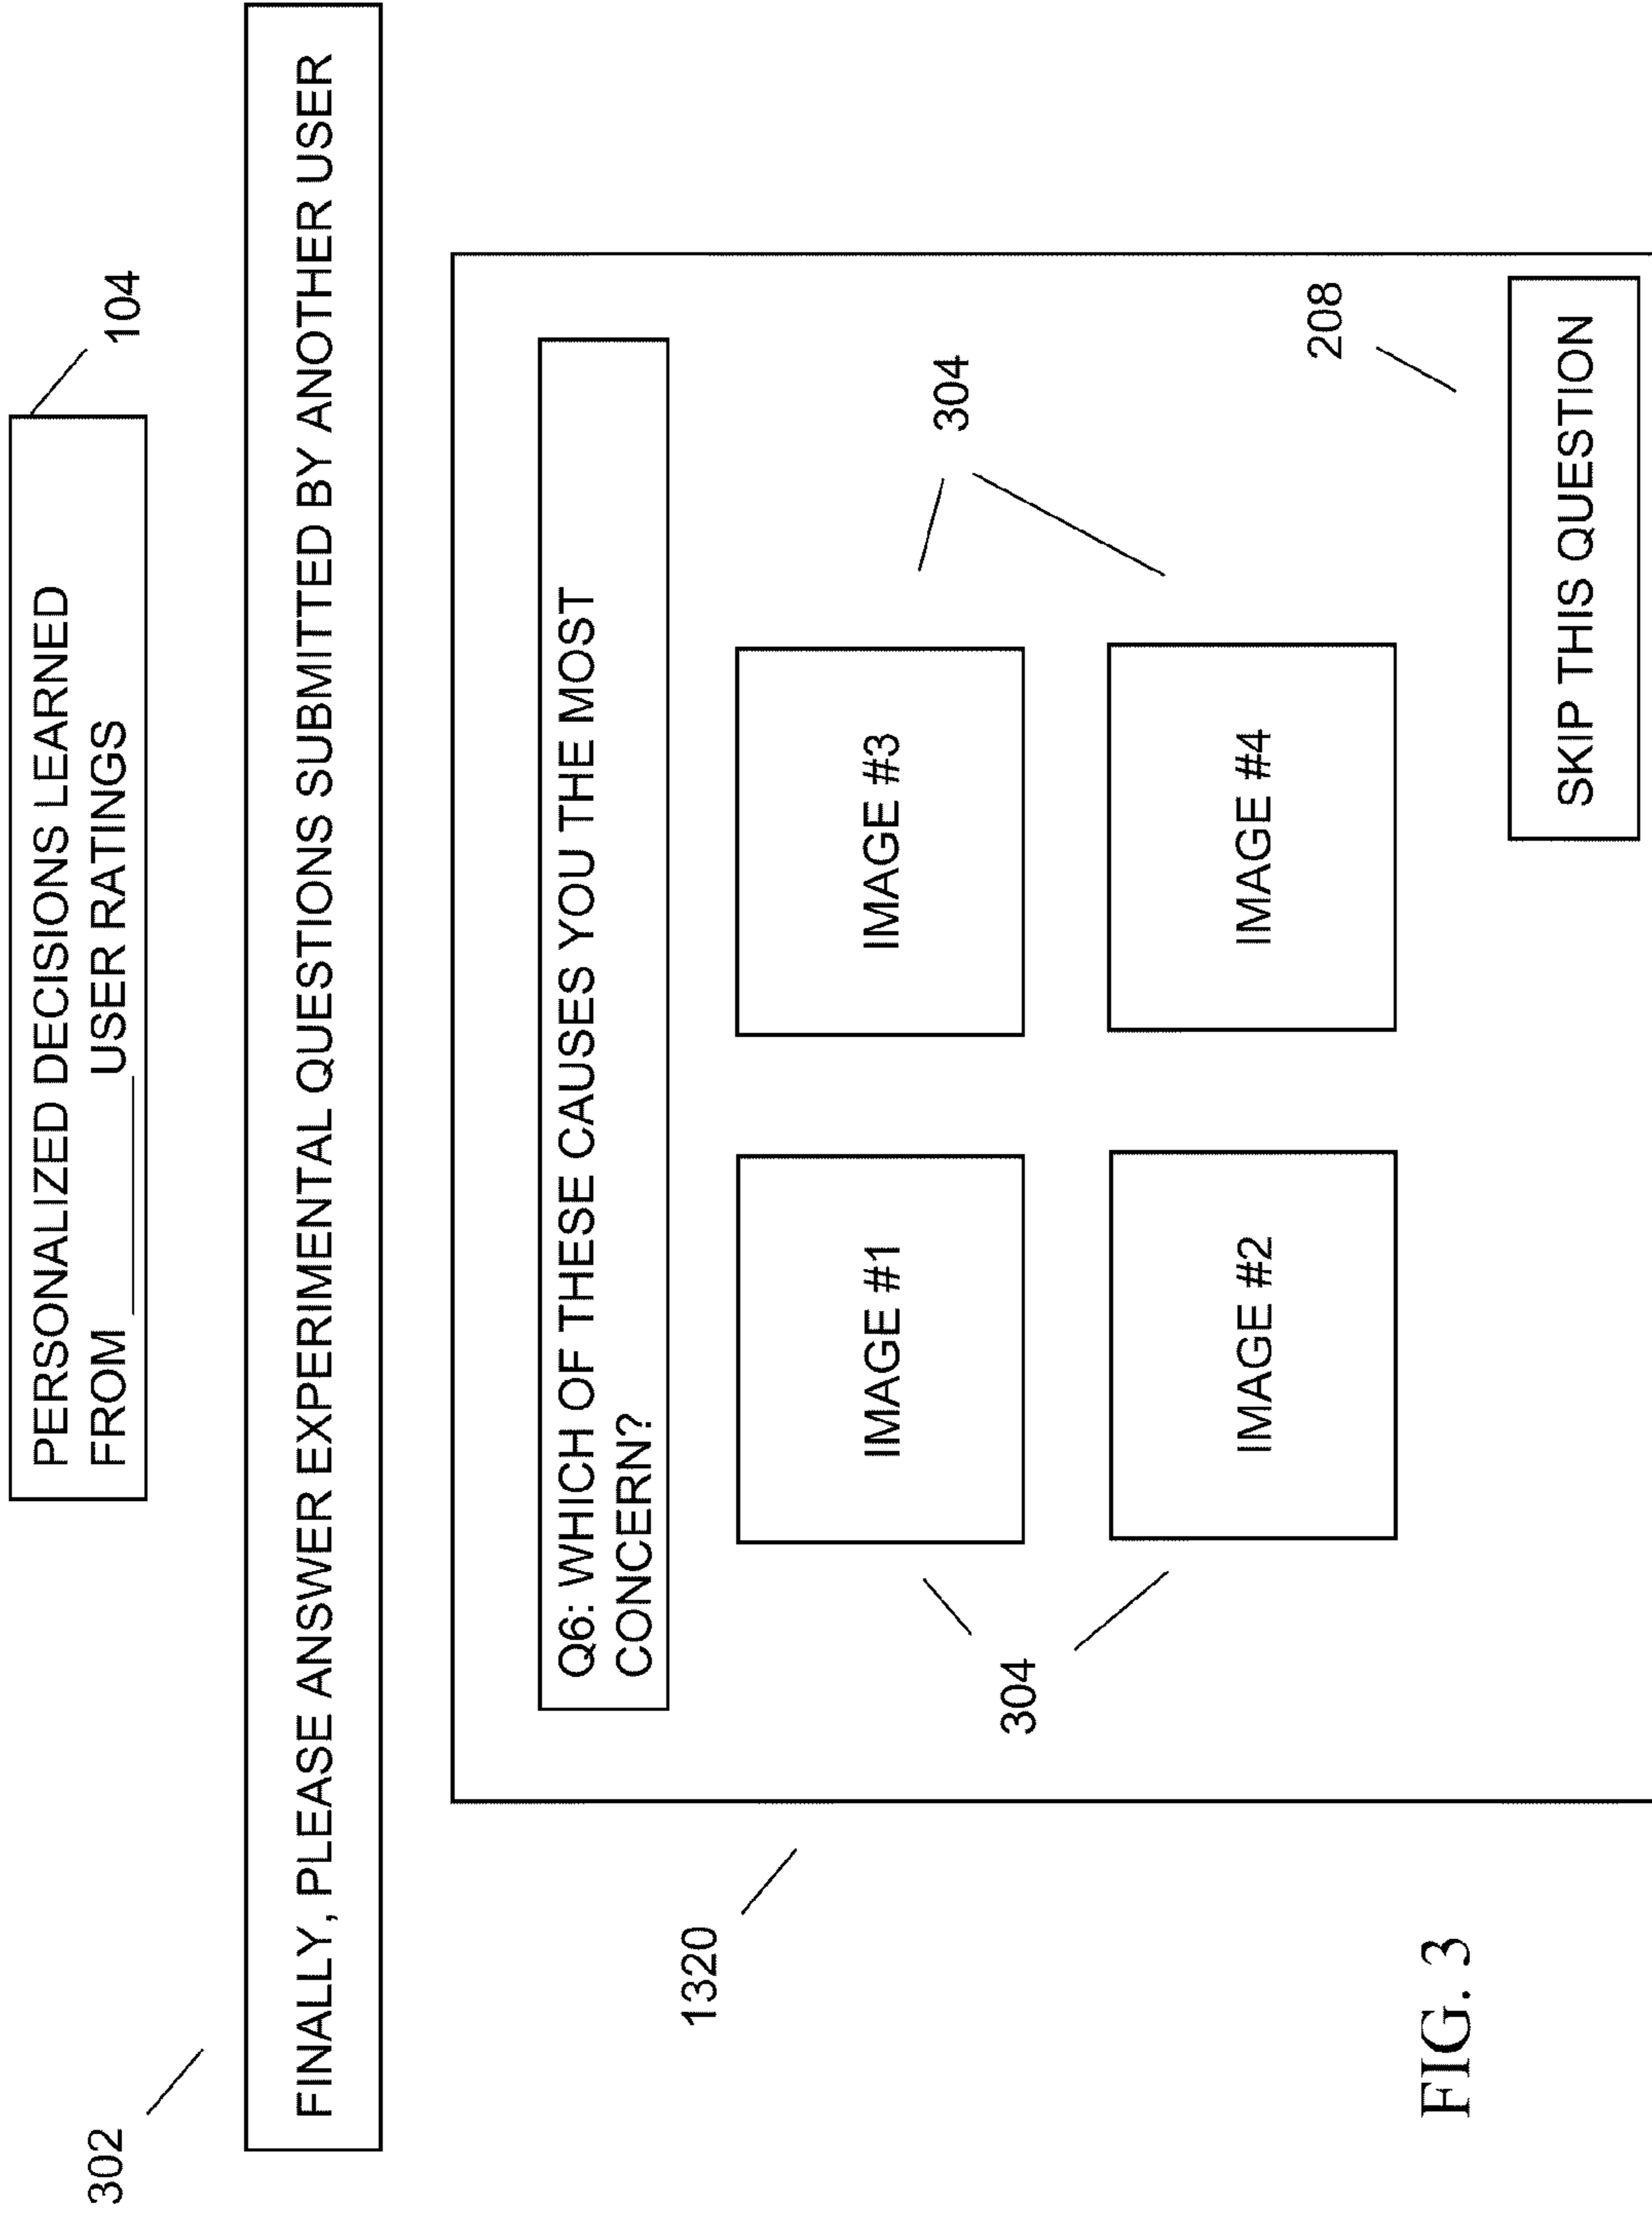 PERSONALIZED DECISIONS LEARNED
FROM ________ USER RATINGS
104
302
FINALLY, PLEASE ANSWER EXPERIMENTAL QUESTIONS SUBMITTED BY ANOTHER USER
1320
Q6: WHICH OF THESE CAUSES YOU THE MOST
CONCERN?
304
304
IMAGE #1
IMAGE #3
IMAGE #2
IMAGE #4
208
SKIP THIS QUESTION
FIG. 3